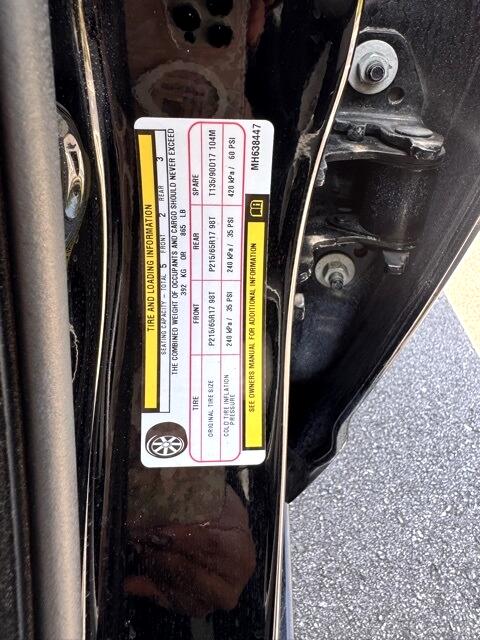 TIRE AND LOADING INFORMATION
SEATING CAPACITY - TOTAL 5 FRONT 2 REAR 3
THE COMBINED WEIGHT OF OCCUPANTS AND CARGO SHOULD NEVER EXCEED
392 KG OR 865 LB
TIRE FRONT REAR SPARE
ORIGINAL TIRE SIZE P215/65R17 98T P215/65R17 98T T135/90D17 104M
COLD TIRE INFLATION PRESSURE 240 kPa / 35 PSI 240 kPa / 35 PSI 420 kPa / 60 PSI
SEE OWNERS MANUAL FOR ADDITIONAL INFORMATION
MH638447